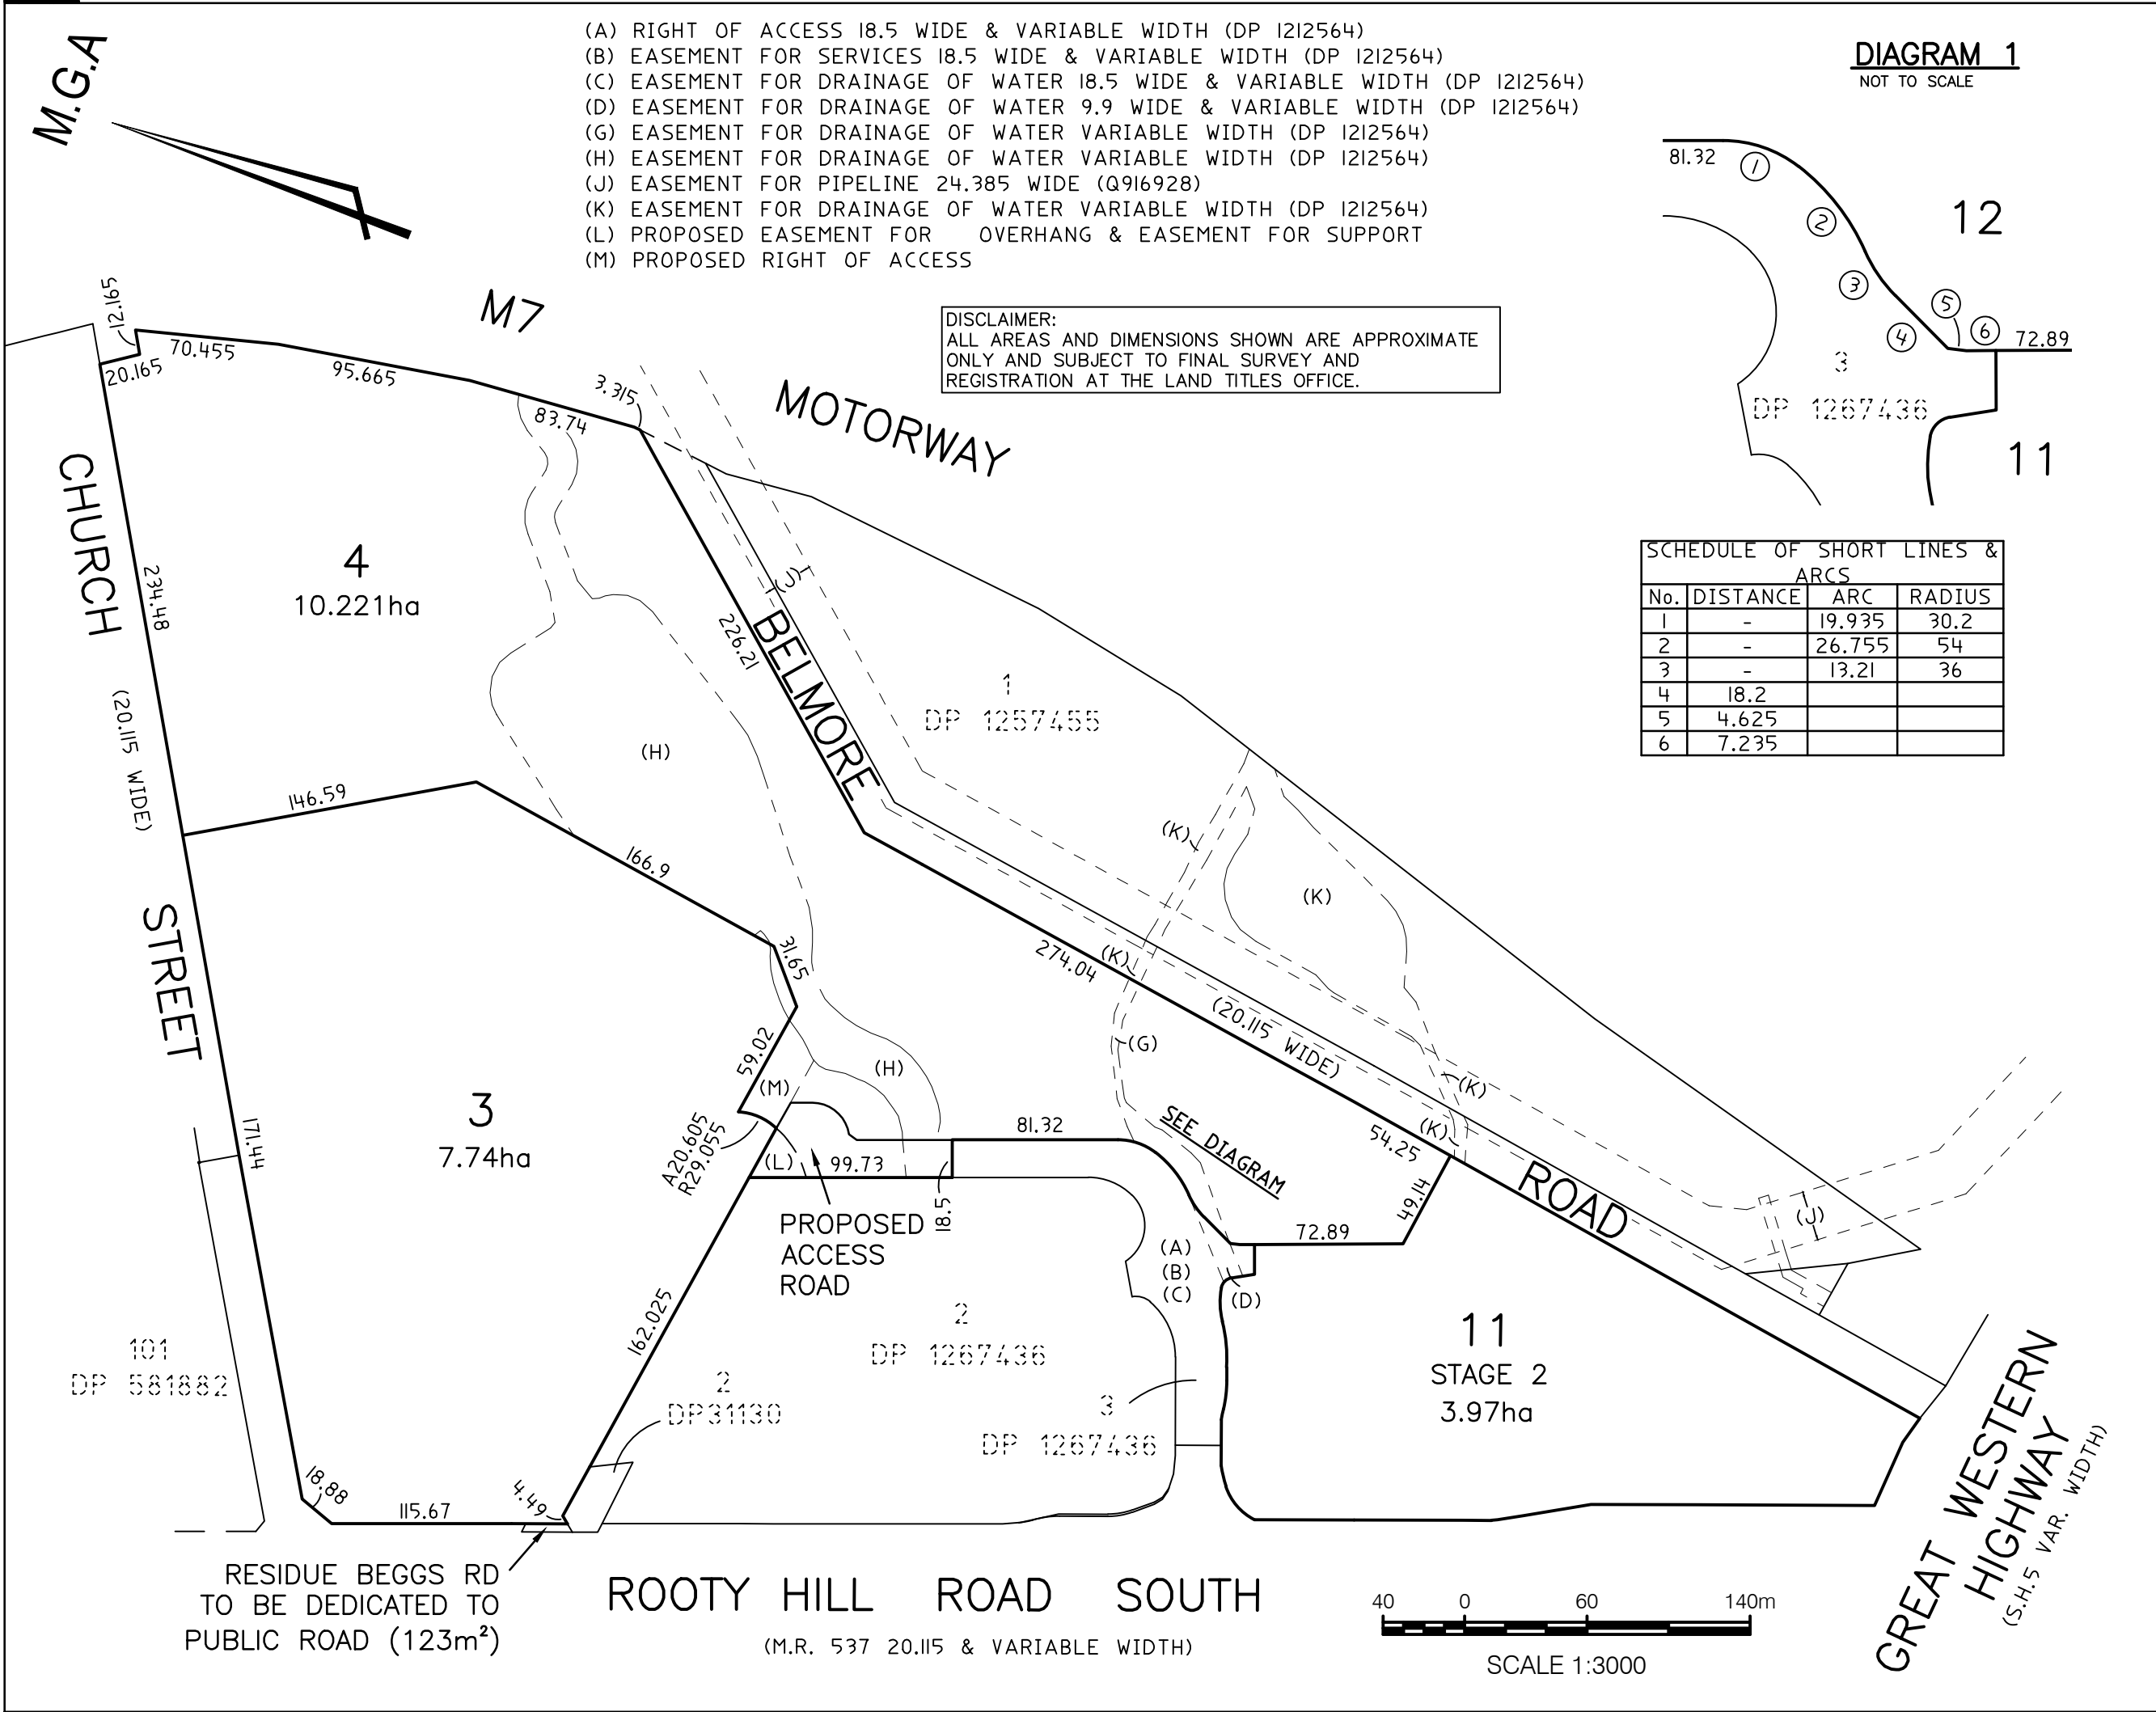 M.G.A
(A) RIGHT OF ACCESS 18.5 WIDE & VARIABLE WIDTH (DP 1212564)
(B) EASEMENT FOR SERVICES 18.5 WIDE & VARIABLE WIDTH (DP 1212564)
(C) EASEMENT FOR DRAINAGE OF WATER 18.5 WIDE & VARIABLE WIDTH (DP 1212564)
(D) EASEMENT FOR DRAINAGE OF WATER 9.9 WIDE & VARIABLE WIDTH (DP 1212564)
(G) EASEMENT FOR DRAINAGE OF WATER VARIABLE WIDTH (DP 1212564)
(H) EASEMENT FOR DRAINAGE OF WATER VARIABLE WIDTH (DP 1212564)
(J) EASEMENT FOR PIPELINE 24.385 WIDE (Q916928)
(K) EASEMENT FOR DRAINAGE OF WATER VARIABLE WIDTH (DP 1212564)
(L) PROPOSED EASEMENT FOR OVERHANG & EASEMENT FOR SUPPORT
(M) PROPOSED RIGHT OF ACCESS
DIAGRAM 1
NOT TO SCALE
81.32
1
2
3
4
5
6
12
72.89
3
DP 1267436
11
DISCLAIMER:
ALL AREAS AND DIMENSIONS SHOWN ARE APPROXIMATE
ONLY AND SUBJECT TO FINAL SURVEY AND
REGISTRATION AT THE LAND TITLES OFFICE.
SCHEDULE OF SHORT LINES &
ARCS
No. DISTANCE ARC RADIUS
1 - 19.935 30.2
2 - 26.755 54
3 - 13.21 36
4 18.2
5 4.625
6 7.235
M7
MOTORWAY
12.165
20.165
70.455
95.665
83.74
3.315
CHURCH
STREET
(20.115 WIDE)
234.48
4
10.221ha
226.21
(J)
BELMORE
1
DP 1257455
(H)
146.59
166.9
31.65
59.02
(K)
(K)
(K)
274.04
(20.115 WIDE)
(G)
(K)
(K)
54.25
ROAD
49.14
SEE DIAGRAM
(M)
(H)
3
7.74ha
171.44
A20.605
R29.055
(L)
99.73
18.5
81.32
PROPOSED
ACCESS
ROAD
72.89
(A)
(B)
(C)
(D)
(J)
162.025
101
DP 581882
2
DP31130
2
DP 1267436
3
DP 1267436
11
STAGE 2
3.97ha
18.88
115.67
4.49
RESIDUE BEGGS RD
TO BE DEDICATED TO
PUBLIC ROAD (123m²)
ROOTY HILL ROAD SOUTH
(M.R. 537 20.115 & VARIABLE WIDTH)
40 0 60 140m
SCALE 1:3000
GREAT WESTERN
HIGHWAY
(S.H.5 VAR. WIDTH)